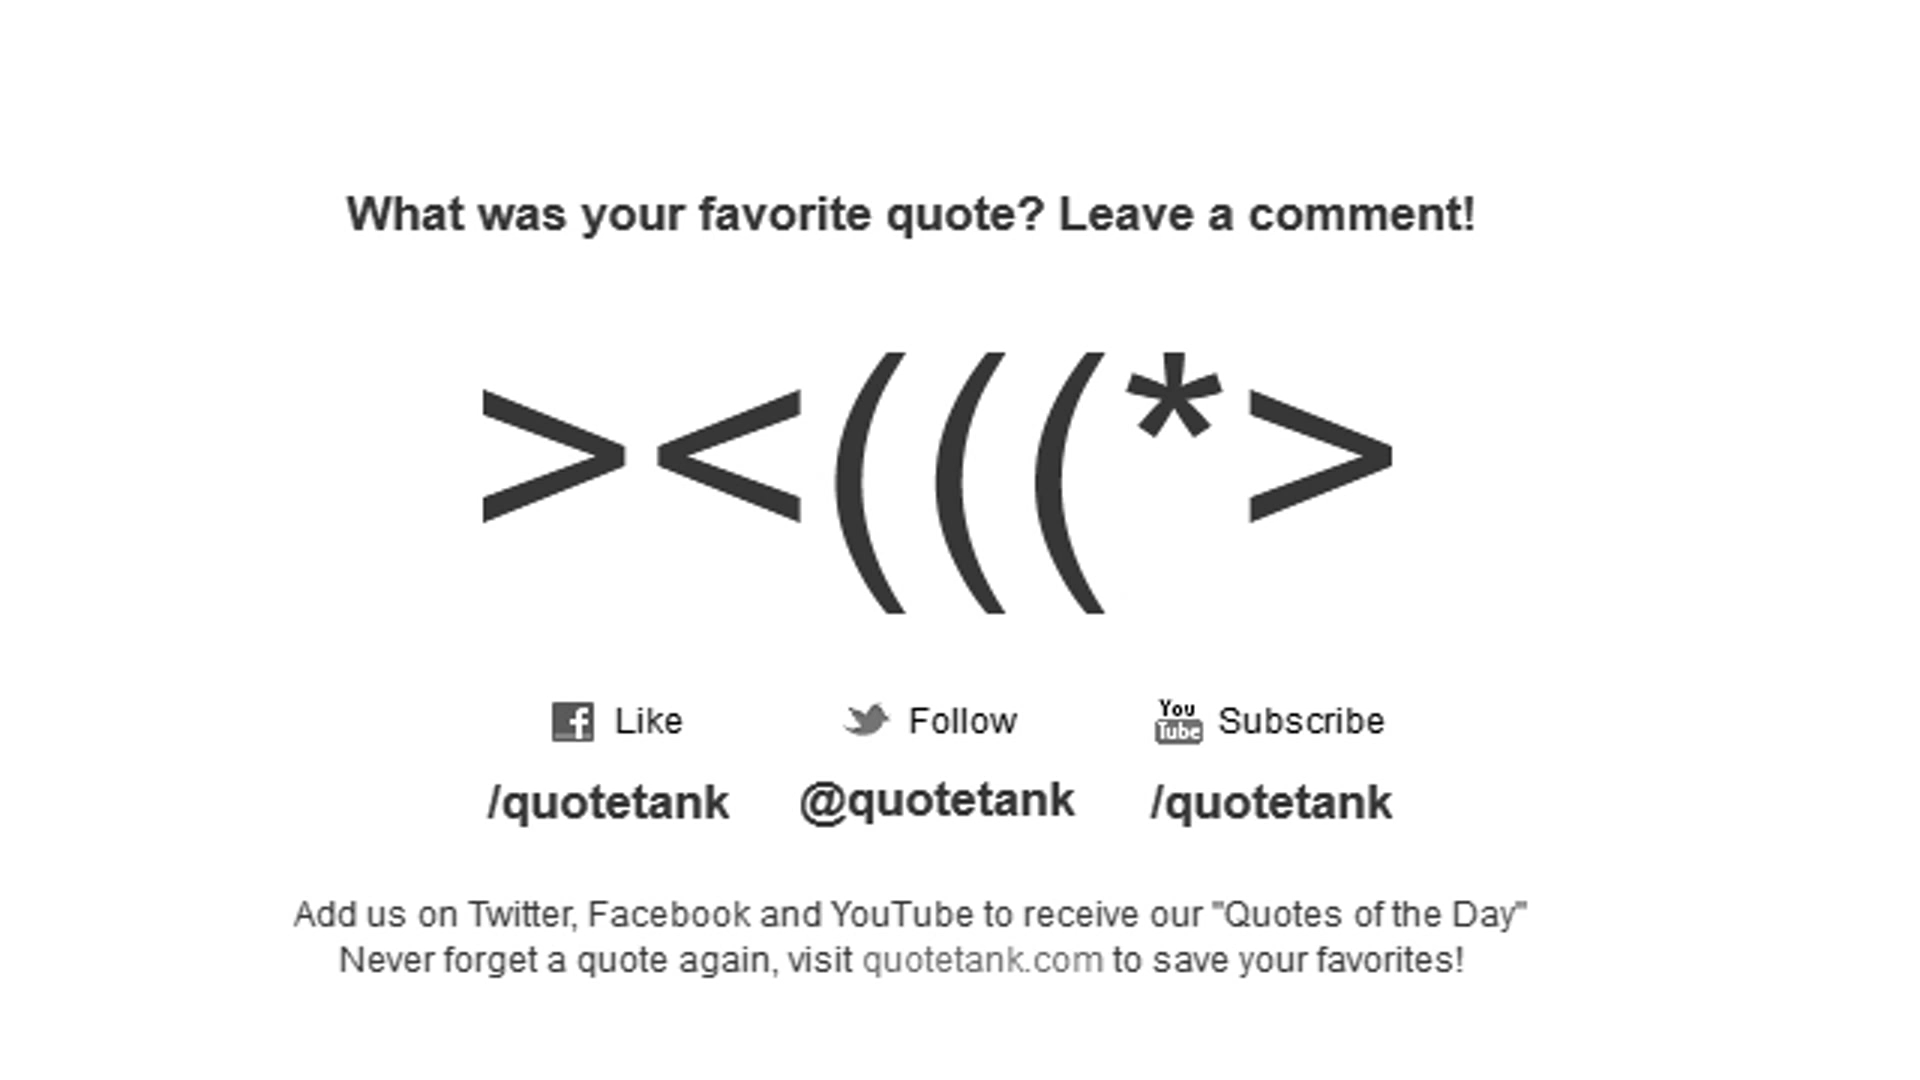 What was your favorite quote? Leave a comment!
><(((*>
f Like Follow You Tube Subscribe
/quotetank @quotetank /quotetank
Add us on Twitter, Facebook and YouTube to receive our "Quotes of the Day"
Never forget a quote again, visit quotetank.com to save your favorites!